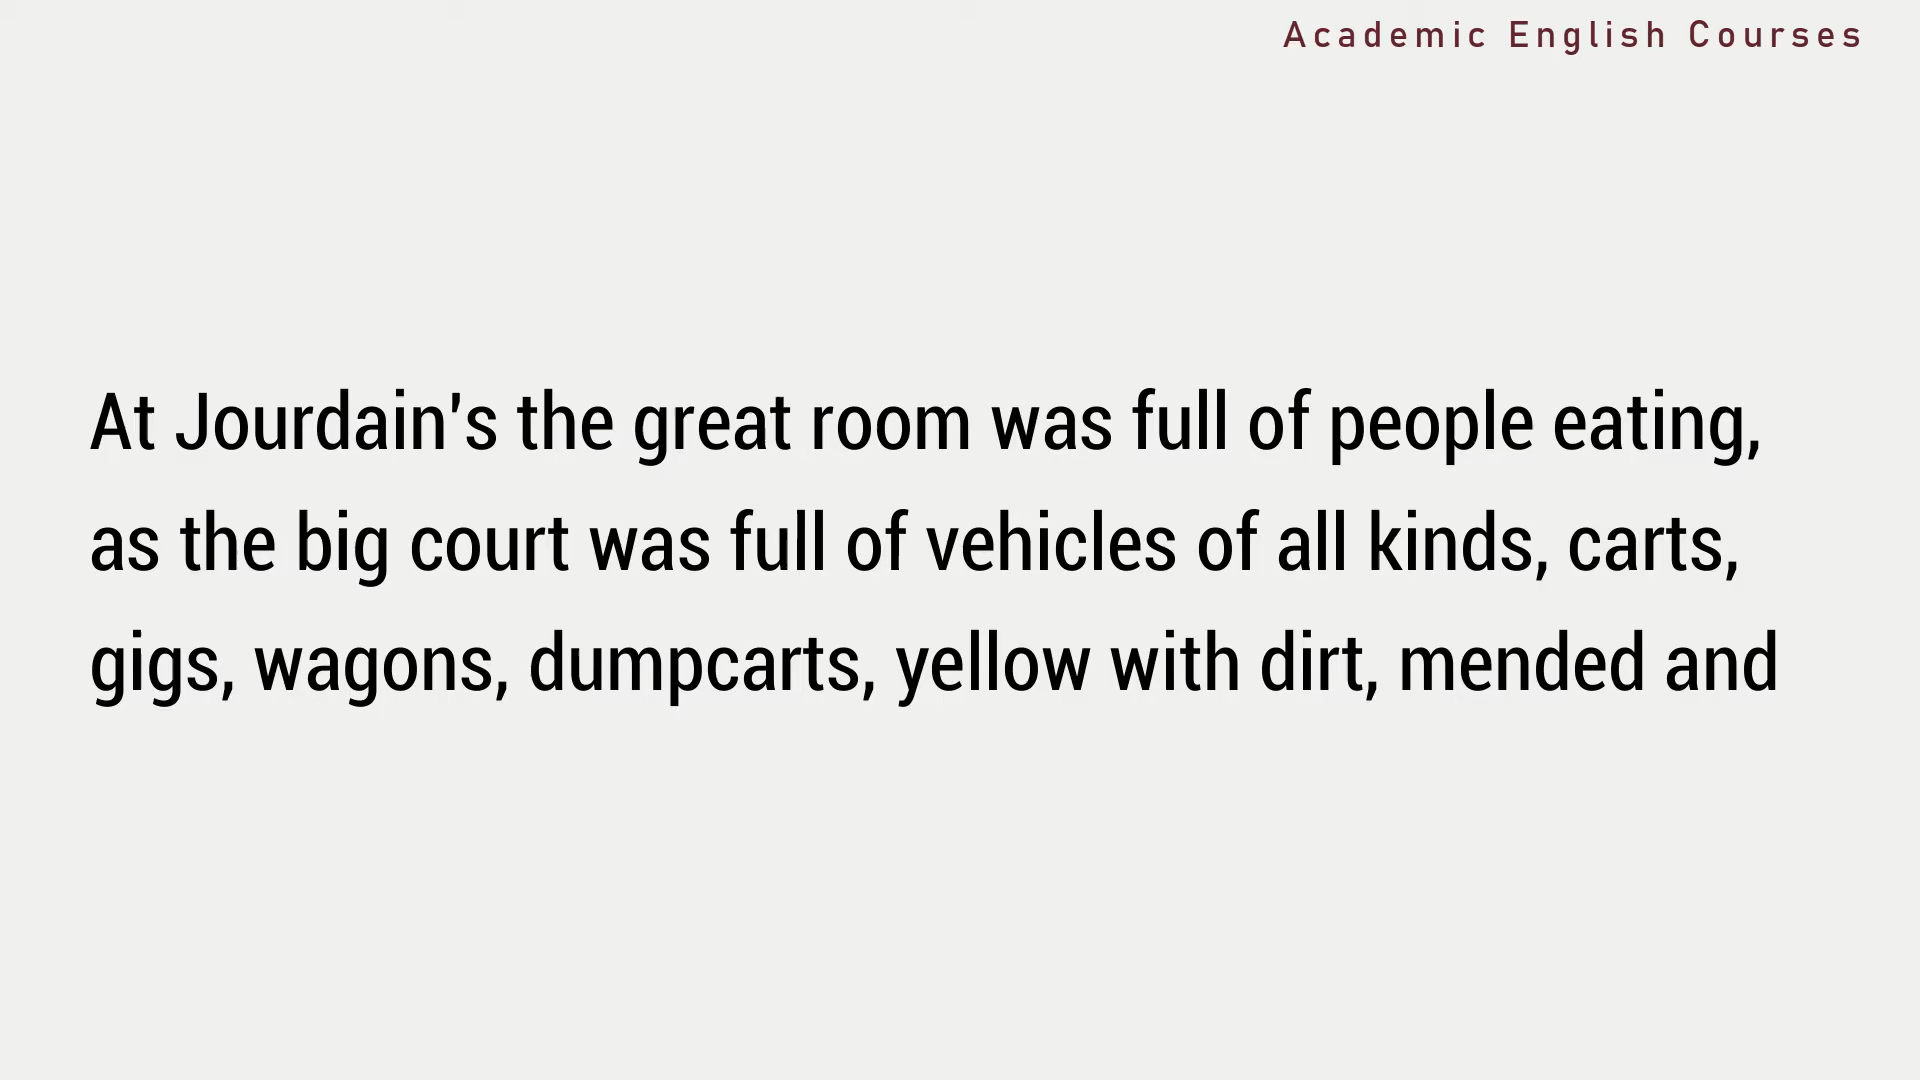 Academic English Courses
At Jourdain's the great room was full of people eating,
as the big court was full of vehicles of all kinds, carts,
gigs, wagons, dumpcarts, yellow with dirt, mended and